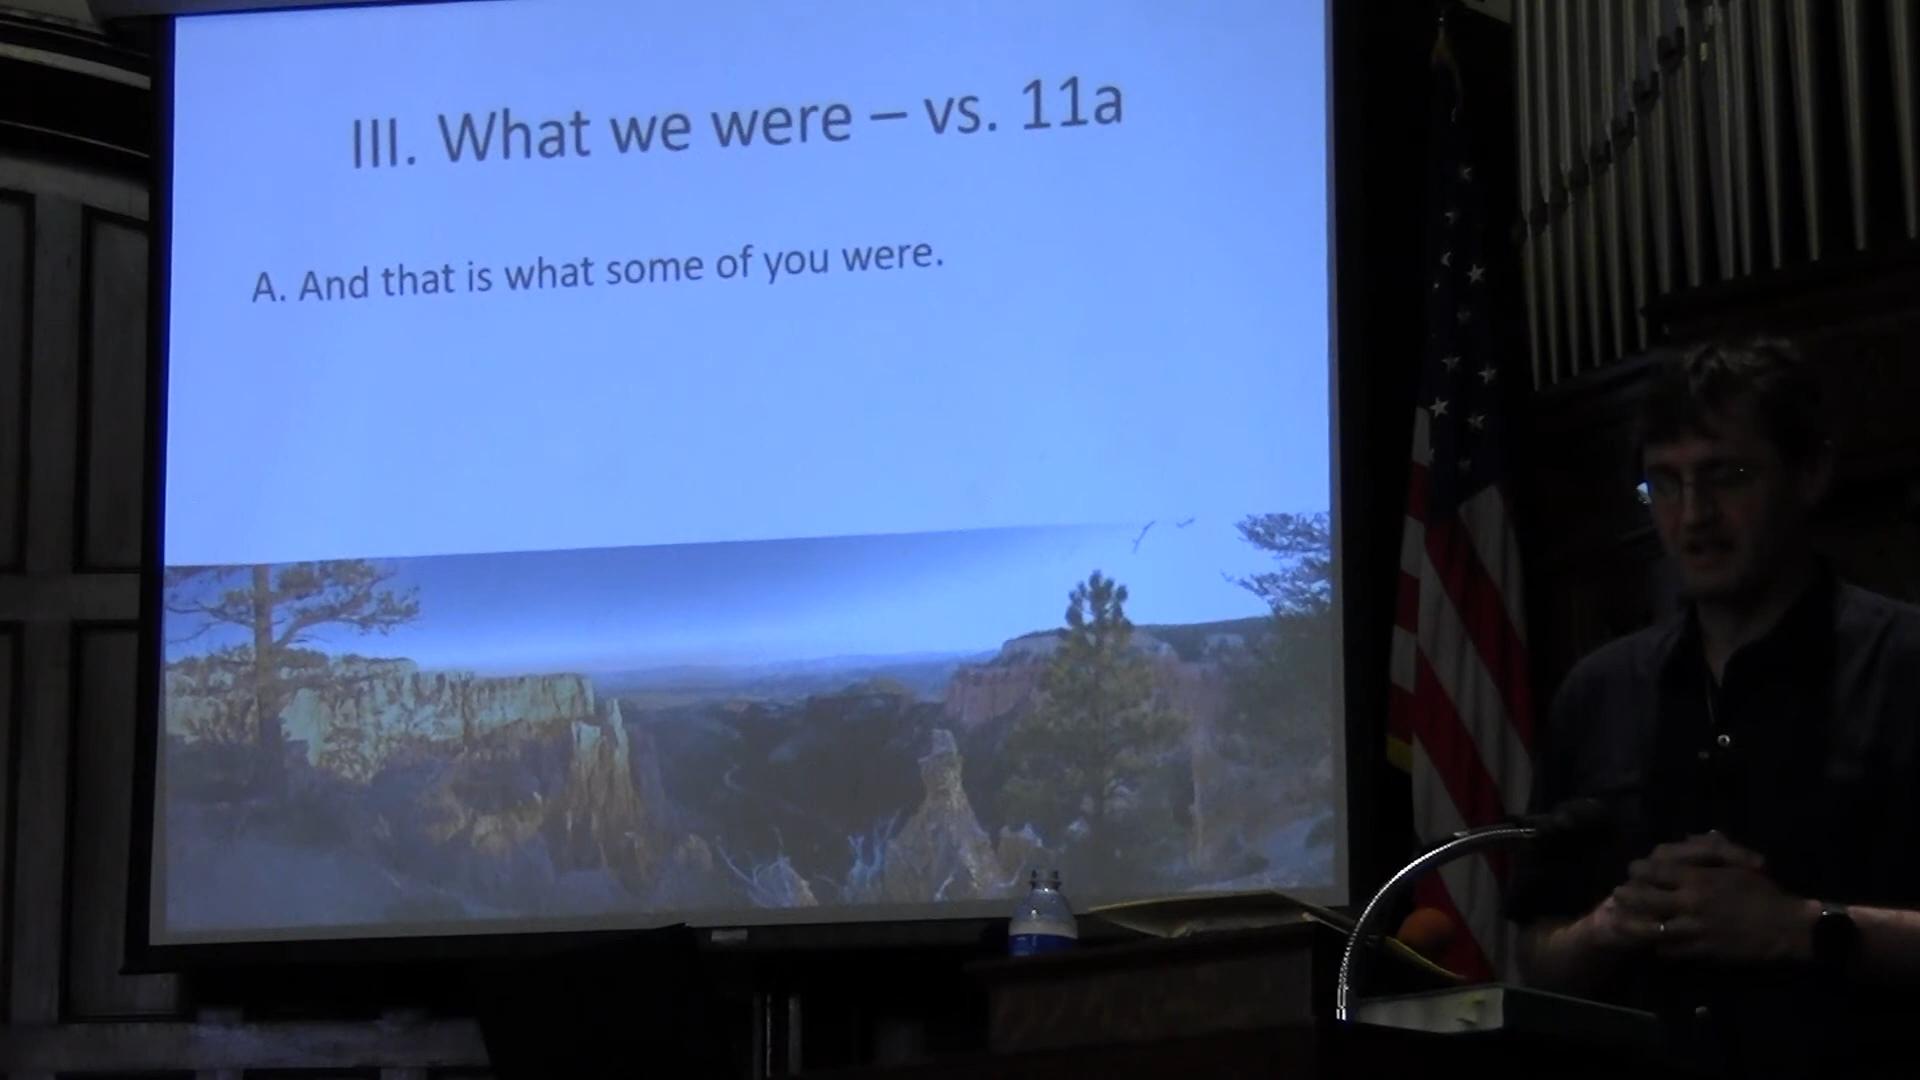 III. What we were – vs. 11a
A. And that is what some of you were.